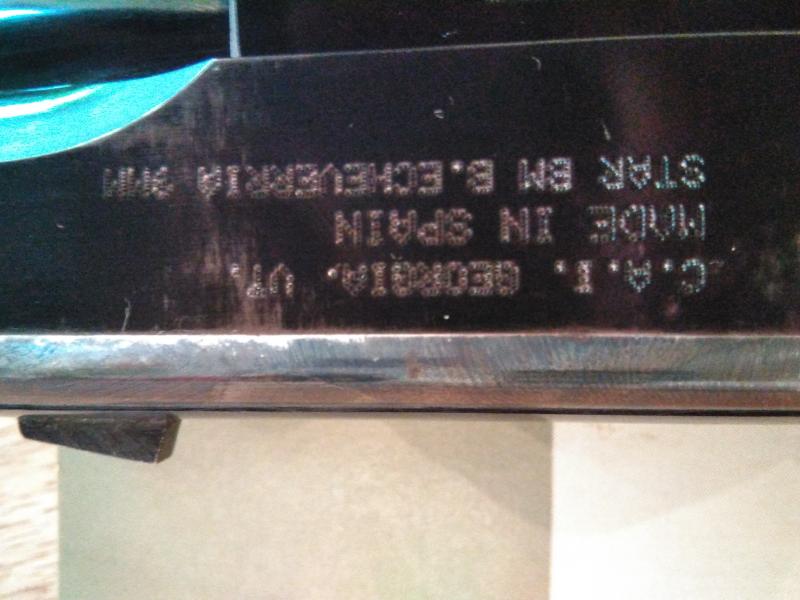 STAR BM B.ECHEVERRIA 9MM
MADE IN SPAIN
C.A.I. GEORGIA, VT.